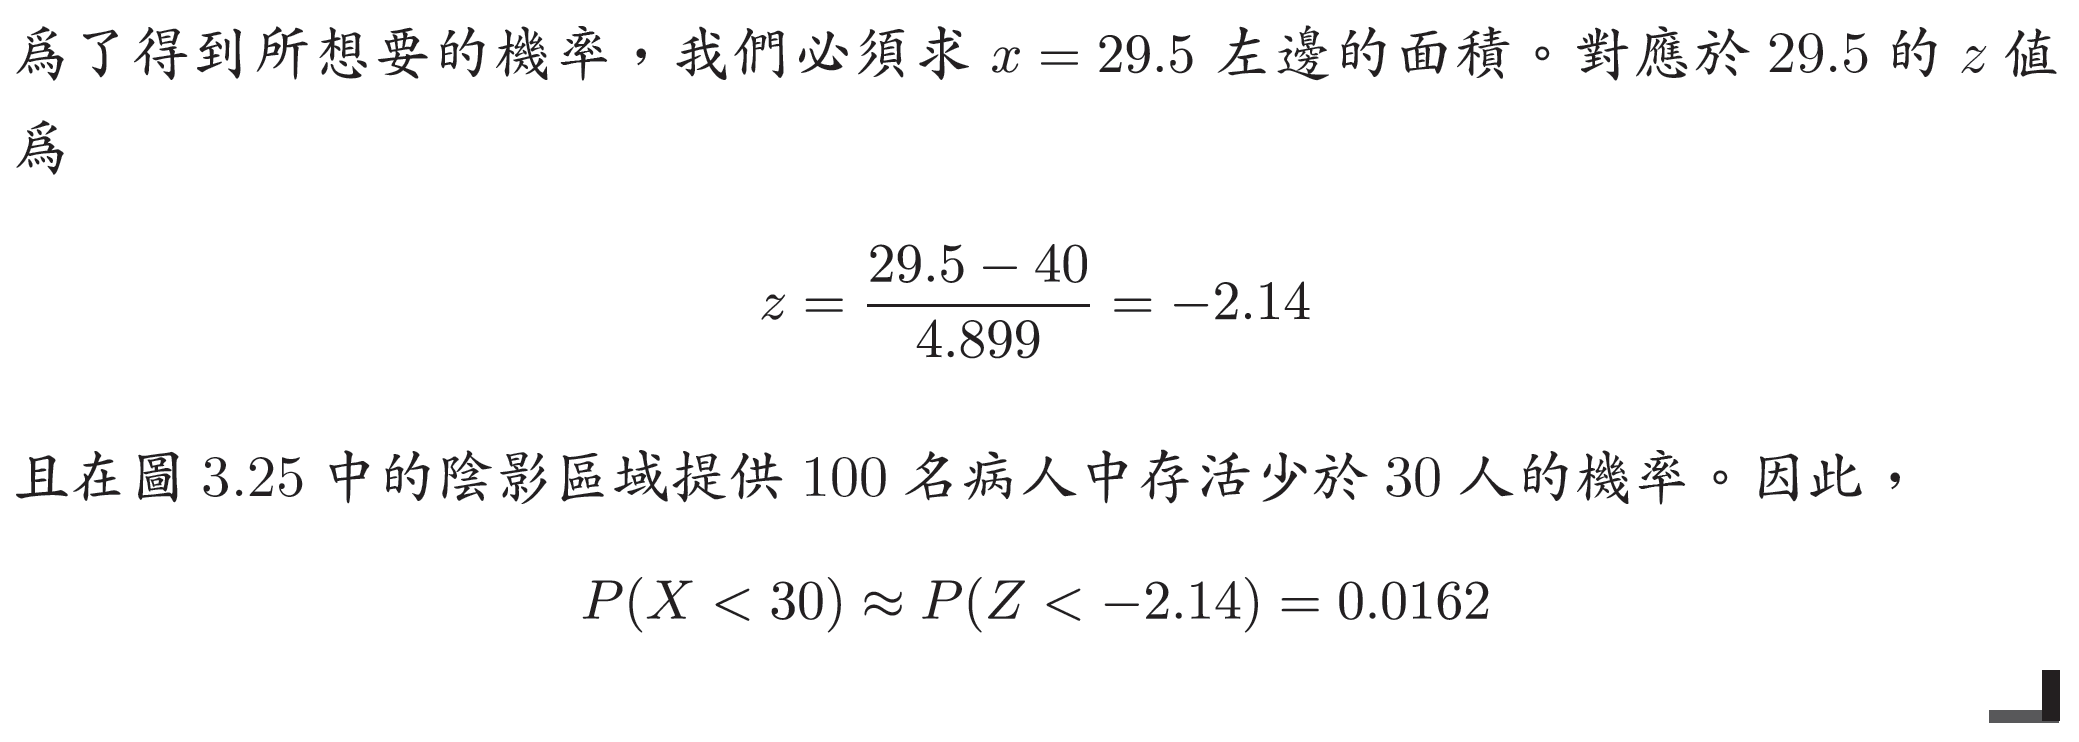 爲了得到所想要的機率，我們必須求 x = 29.5 左邊的面積。對應於 29.5 的 z 值
爲
z = \frac{29.5 − 40}{4.899} = −2.14
且在圖 3.25 中的陰影區域提供 100 名病人中存活少於 30 人的機率。因此，
P(X < 30) ≈ P(Z < −2.14) = 0.0162